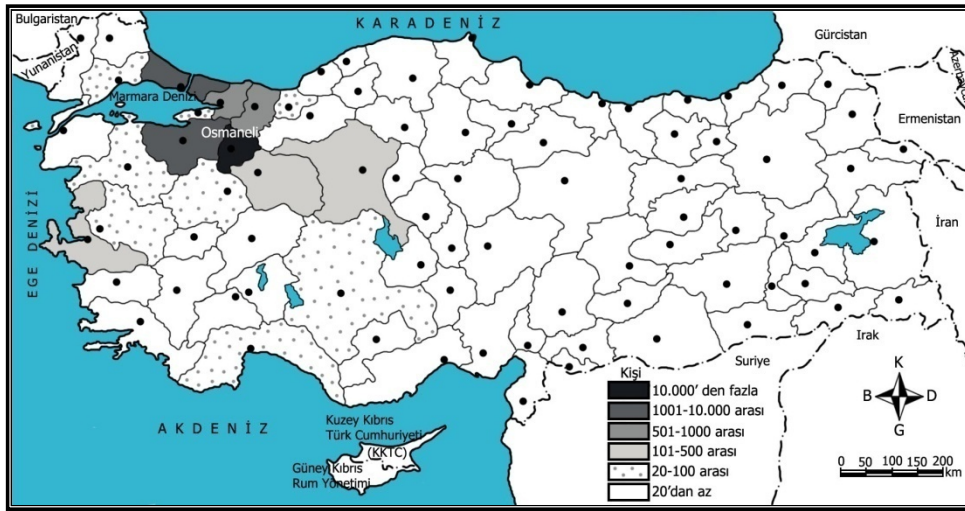 Bulgaristan
Yunanistan
KARADENİZ
Gürcistan
Azerbay
Ermenistan
Marmara Denizi
Osmaneli
İran
EGE DENİZİ
Suriye
Irak
AKDENİZ
Kuzey Kıbrıs
Türk Cumhuriyeti
(KKTC)
Güney Kıbrıs
Rum Yönetimi
Kişi
10.000' den fazla
1001-10.000 arası
501-1000 arası
101-500 arası
20-100 arası
20'dan az
K
B D
G
0 50 100 150 200
km